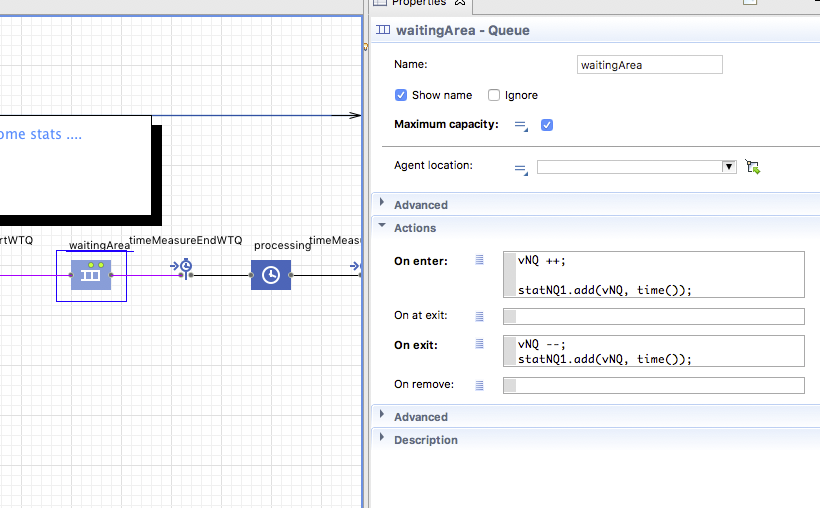 Properties
waitingArea - Queue
Name:
waitingArea
Show name
Ignore
Maximum capacity:
Agent location:
Advanced
Actions
On enter:
vNQ ++;
statNQ1.add(vNQ, time());
On at exit:
On exit:
vNQ --;
statNQ1.add(vNQ, time());
On remove:
Advanced
Description
ome stats ....
rtWTQ
waitingArea
timeMeasureEndWTQ
processing
timeMeasu